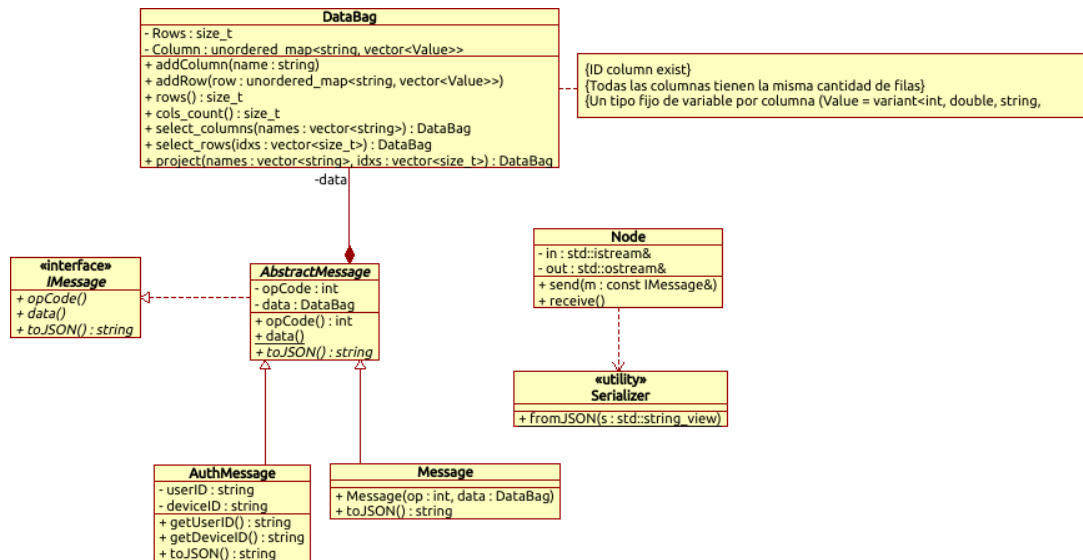 DataBag
- Rows : size_t
- Column : unordered_map<string, vector<Value>>
+ addColumn(name : string)
+ addRow(row : unordered_map<string, vector<Value>>)
+ rows() : size_t
+ cols_count() : size_t
+ select_columns(names : vector<string>) : DataBag
+ select_rows(idxs : vector<size_t>) : DataBag
+ project(names : vector<string>, idxs : vector<size_t>) : DataBag
{ID column exist}
{Todas las columnas tienen la misma cantidad de filas}
{Un tipo fijo de variable por columna (Value = variant<int, double, string,
-data
«interface»
IMessage
+ opCode()
+ data()
+ toJSON() : string
AbstractMessage
- opCode : int
- data : DataBag
+ opCode() : int
+ data()
+ toJSON() : string
Node
- in : std::istream&
- out : std::ostream&
+ send(m : const IMessage&)
+ receive()
«utility»
Serializer
+ fromJSON(s : std::string_view)
AuthMessage
- userID : string
- deviceID : string
+ getUserID() : string
+ getDeviceID() : string
+ toJSON() : string
Message
+ Message(op : int, data : DataBag)
+ toJSON() : string